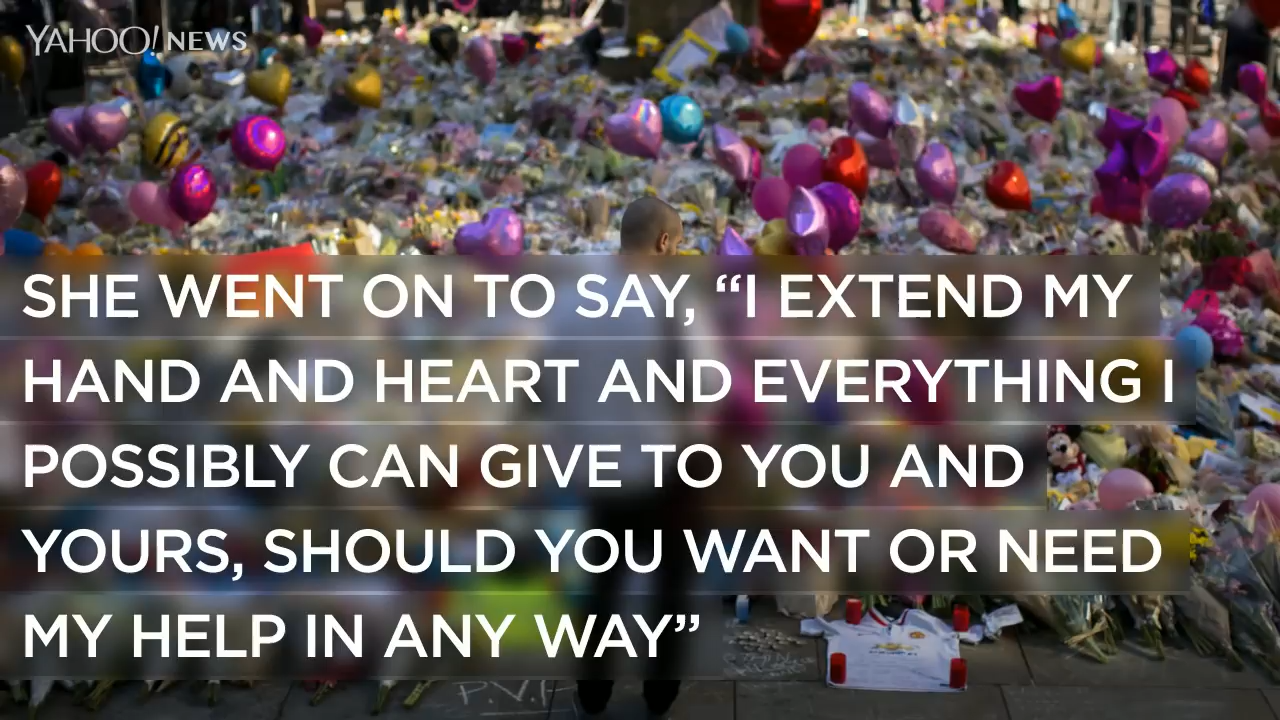 YAHOO! NEWS
SHE WENT ON TO SAY, “I EXTEND MY
HAND AND HEART AND EVERYTHING I
POSSIBLY CAN GIVE TO YOU AND
YOURS, SHOULD YOU WANT OR NEED
MY HELP IN ANY WAY”